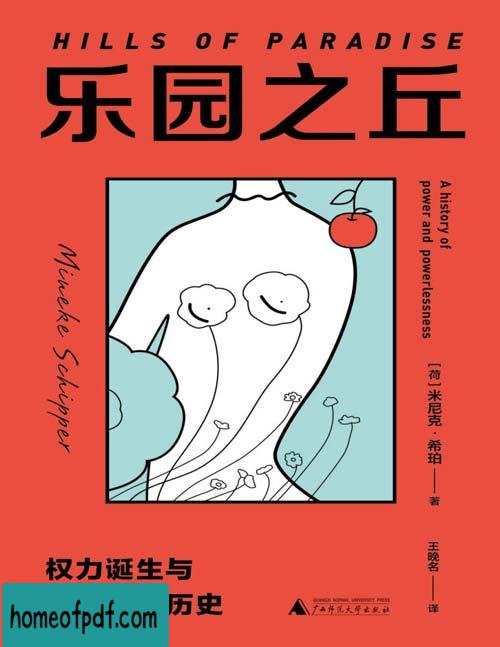 HILLS OF PARADISE
乐园之丘
A history of
power and powerlessness
Mineke Schipper
[荷]米尼克·希珀——著
王晚名——译
权力诞生与
历史
GUANGXI NORMAL UNIVERSITY PRESS
广西师范大学出版社
homeofpdf.com